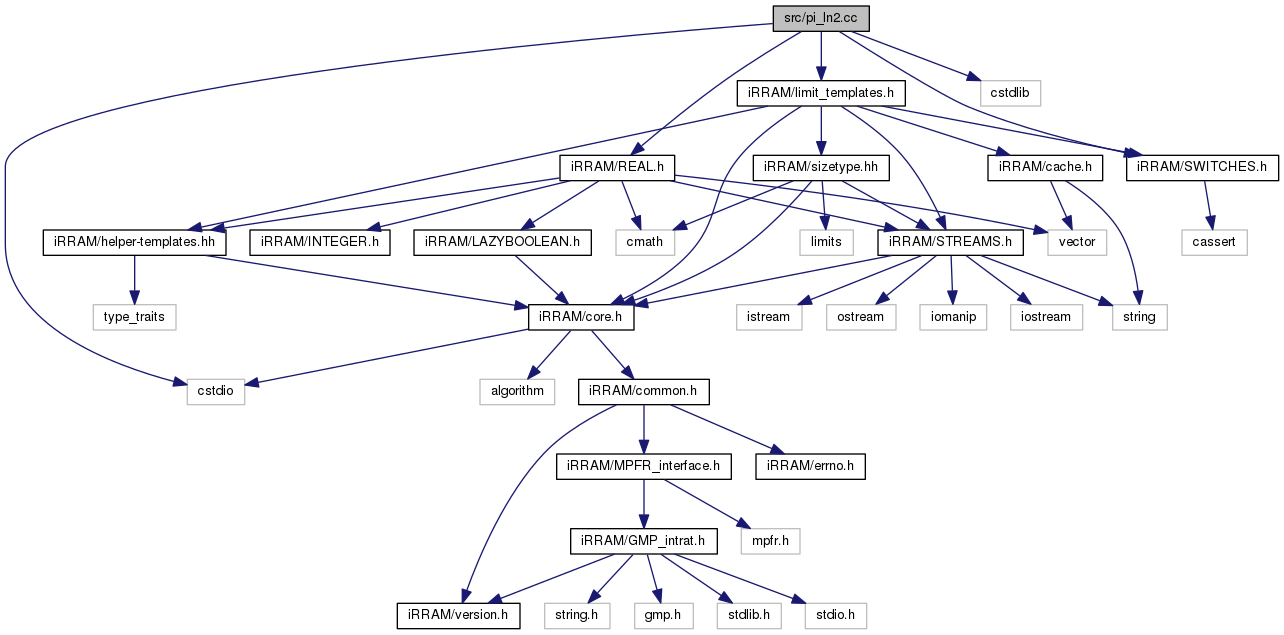 src/pi_ln2.cc
iRRAM/limit_templates.h
cstdlib
iRRAM/REAL.h
iRRAM/sizetype.hh
iRRAM/cache.h
iRRAM/SWITCHES.h
iRRAM/helper-templates.hh
iRRAM/INTEGER.h
iRRAM/LAZYBOOLEAN.h
cmath
limits
iRRAM/STREAMS.h
vector
cassert
type_traits
iRRAM/core.h
istream
ostream
iomanip
iostream
string
cstdio
algorithm
iRRAM/common.h
iRRAM/MPFR_interface.h
iRRAM/errno.h
iRRAM/GMP_intrat.h
mpfr.h
iRRAM/version.h
string.h
gmp.h
stdlib.h
stdio.h